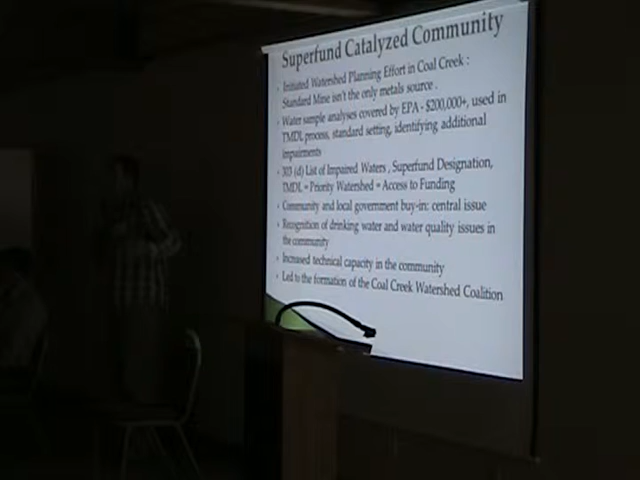 Superfund Catalyzed Community
Initiated Watershed Planning Effort in Coal Creek :
Standard Mine isn't the only metals source .
Water sample analyses covered by EPA - $200,000+, used in
TMDL process, standard setting, identifying additional
impairments
303 (d) List of Impaired Waters , Superfund Designation,
TMDL = Priority Watershed = Access to Funding
Community and local government buy-in: central issue
Recognition of drinking water and water quality issues in
the community
Increased technical capacity in the community
Led to the formation of the Coal Creek Watershed Coalition